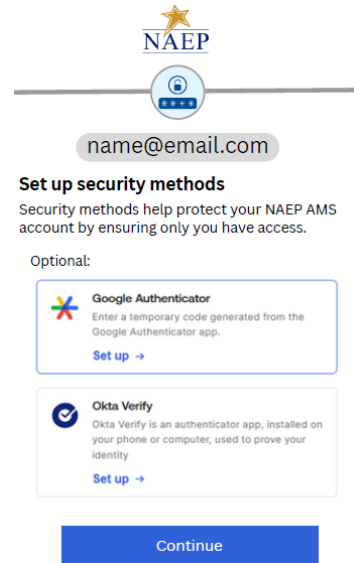 NAEP
****
name@email.com
Set up security methods
Security methods help protect your NAEP AMS
account by ensuring only you have access.
Optional:
Google Authenticator
Enter a temporary code generated from the
Google Authenticator app.
Set up →
Okta Verify
Okta Verify is an authenticator app, installed on
your phone or computer, used to prove your
identity
Set up →
Continue